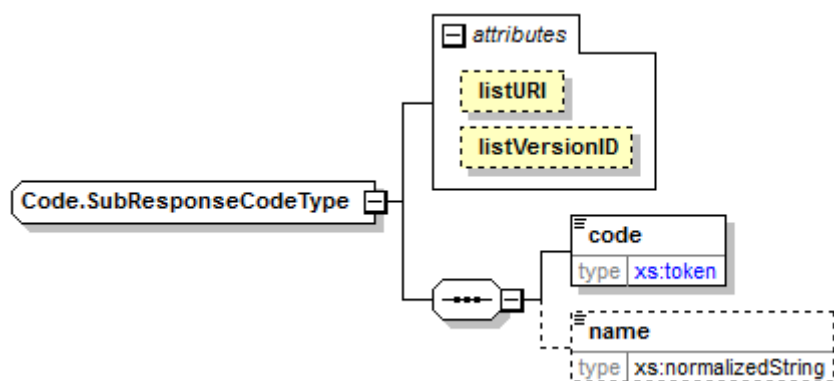 attributes
listURI
listVersionID
Code.SubResponseCodeType
code
type xs:token
name
type xs:normalizedString